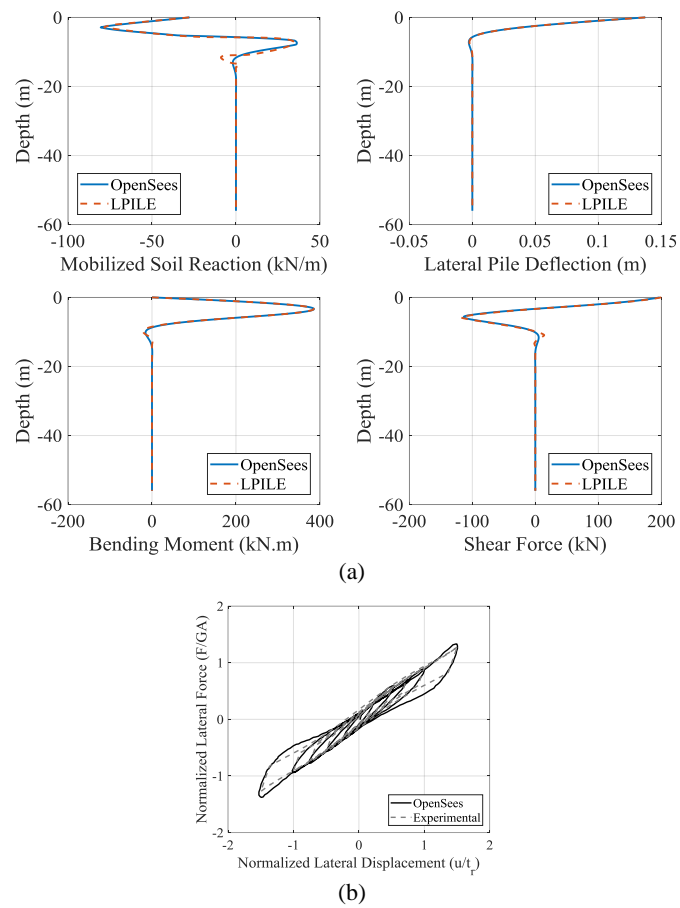 0
-20
-40
-60
Depth (m)
OpenSees
LPILE
-100 -50 0 50
Mobilized Soil Reaction (kN/m)
0
-20
-40
-60
Depth (m)
OpenSees
LPILE
-0.05 0 0.05 0.1 0.15
Lateral Pile Deflection (m)
0
-20
-40
-60
Depth (m)
OpenSees
LPILE
-200 0 200 400
Bending Moment (kN.m)
0
-20
-40
-60
Depth (m)
OpenSees
LPILE
-200 -100 0 100 200
Shear Force (kN)
(a)
2
1
0
-1
-2
Normalized Lateral Force (F/GA)
OpenSees
Experimental
-2 -1 0 1 2
Normalized Lateral Displacement (u/t_r)
(b)